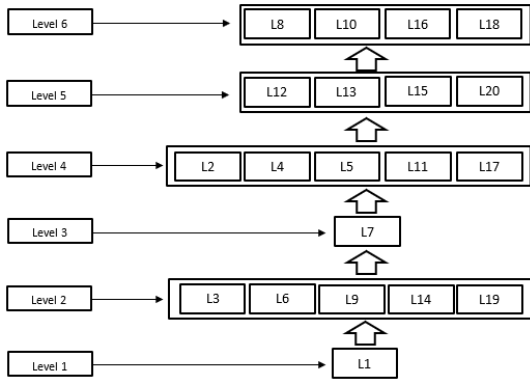 Level 6 L8 L10 L16 L18
Level 5 L12 L13 L15 L20
Level 4 L2 L4 L5 L11 L17
Level 3 L7
Level 2 L3 L6 L9 L14 L19
Level 1 L1